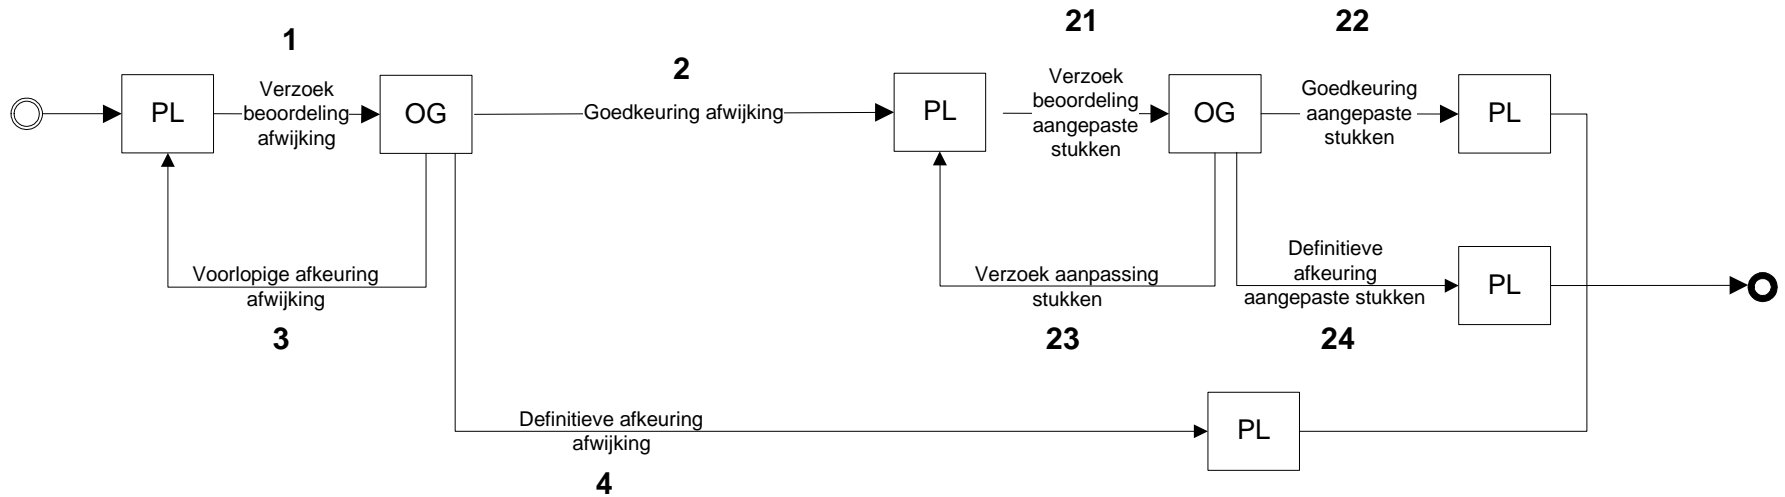 1
2
21
22
PL
Verzoek
beoordeling
afwijking
OG
Goedkeuring afwijking
PL
Verzoek
beoordeling
aangepaste
stukken
OG
Goedkeuring
aangepaste
stukken
PL
Voorlopige afkeuring
afwijking
3
Verzoek aanpassing
stukken
23
Definitieve
afkeuring
aangepaste stukken
24
PL
Definitieve afkeuring
afwijking
4
PL